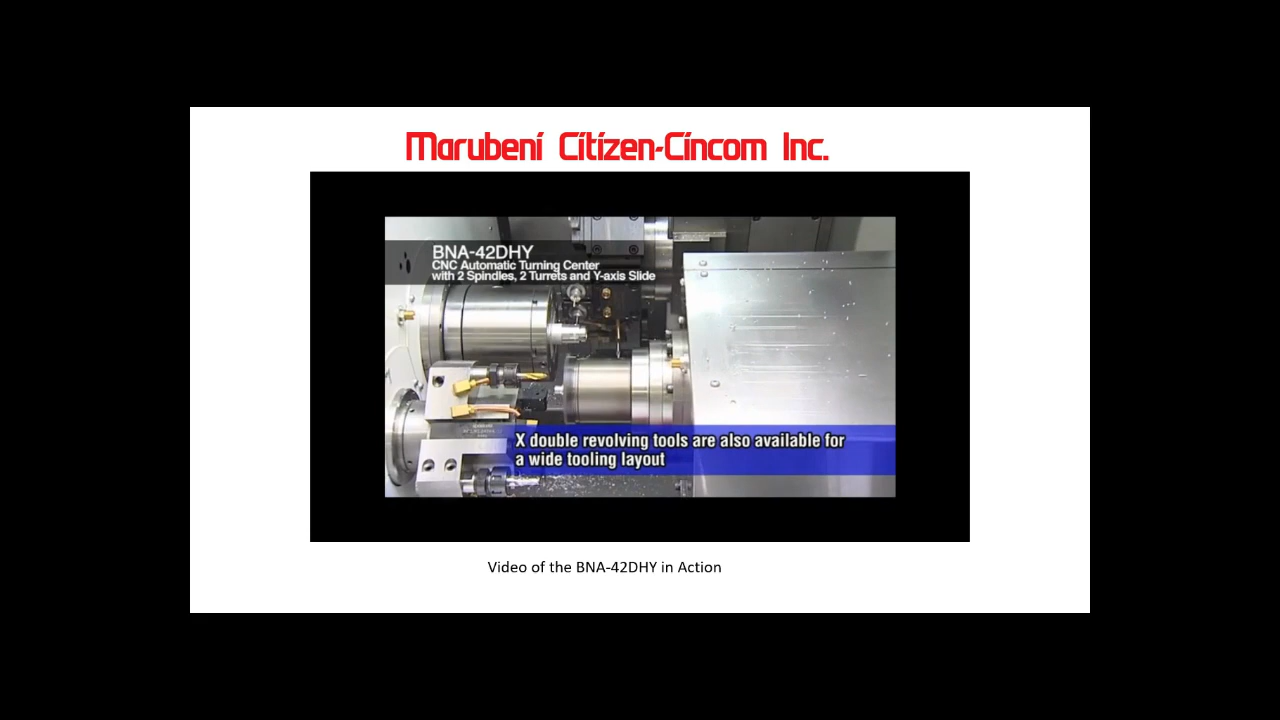 Marubeni Citizen-Cincom Inc.
BNA-42DHY
CNC Automatic Turning Center
with 2 Spindles, 2 Turrets and Y-axis Slide
X double revolving tools are also available for
a wide tooling layout
Video of the BNA-42DHY in Action